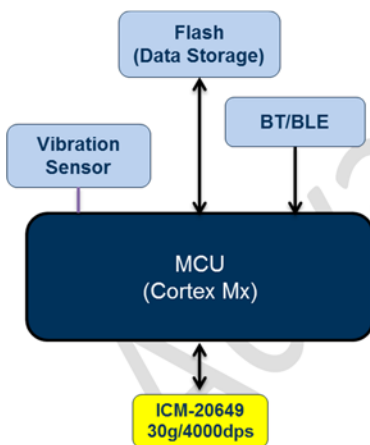 Flash
(Data Storage)
BT/BLE
Vibration
Sensor
MCU
(Cortex Mx)
ICM-20649
30g/4000dps